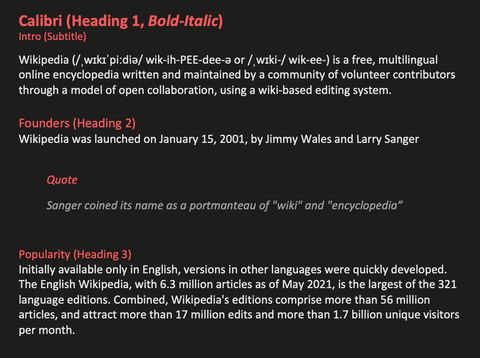 Calibri (Heading 1, Bold-Italic)
Intro (Subtitle)
Wikipedia (/ˌwɪkɪˈpiːdiə/ wik-ih-PEE-dee-ə or /ˌwɪki-/ wik-ee-) is a free, multilingual
online encyclopedia written and maintained by a community of volunteer contributors
through a model of open collaboration, using a wiki-based editing system.
Founders (Heading 2)
Wikipedia was launched on January 15, 2001, by Jimmy Wales and Larry Sanger
Quote
Sanger coined its name as a portmanteau of "wiki" and "encyclopedia”
Popularity (Heading 3)
Initially available only in English, versions in other languages were quickly developed.
The English Wikipedia, with 6.3 million articles as of May 2021, is the largest of the 321
language editions. Combined, Wikipedia's editions comprise more than 56 million
articles, and attract more than 17 million edits and more than 1.7 billion unique visitors
per month.